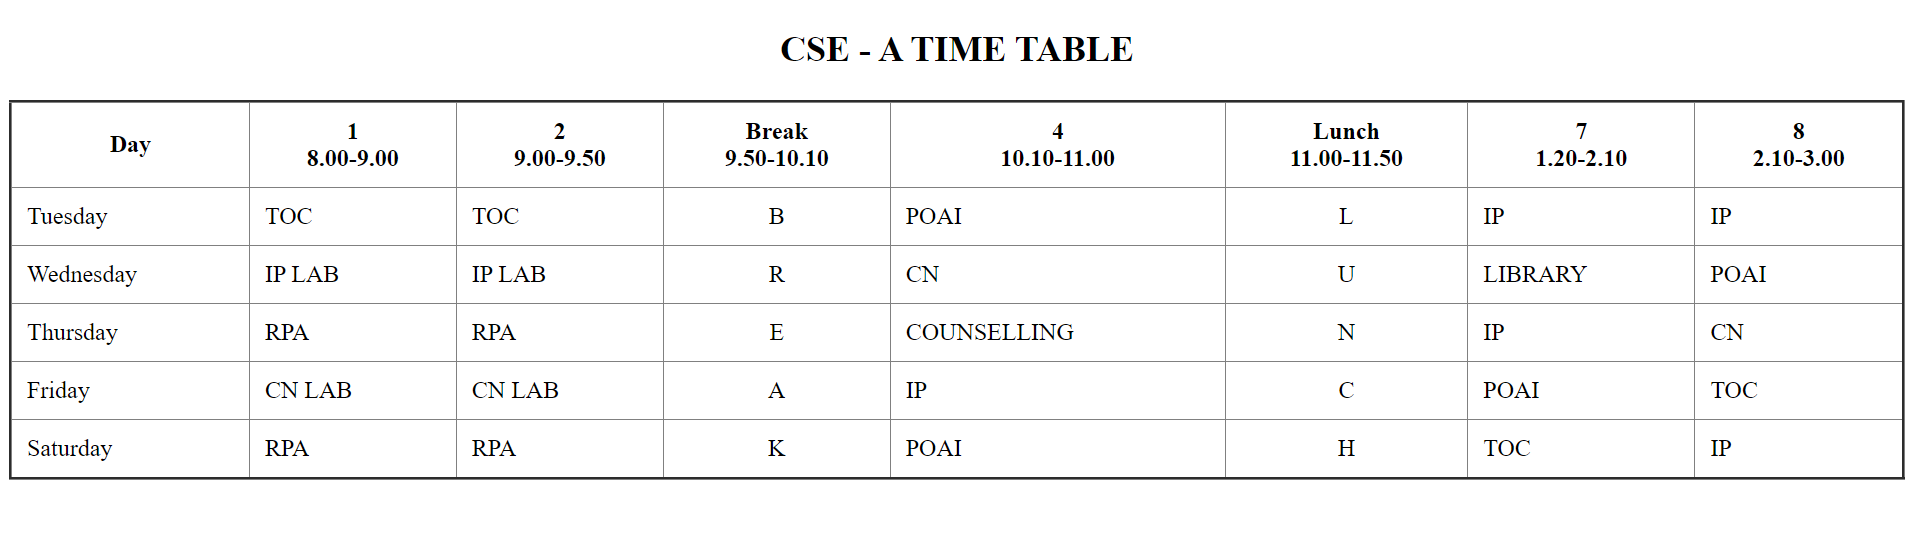 CSE - A TIME TABLE
Day 1 2 Break 4 Lunch 7 8
8.00-9.00 9.00-9.50 9.50-10.10 10.10-11.00 11.00-11.50 1.20-2.10 2.10-3.00
Tuesday TOC TOC B POAI L IP IP
Wednesday IP LAB IP LAB R CN U LIBRARY POAI
Thursday RPA RPA E COUNSELLING N IP CN
Friday CN LAB CN LAB A IP C POAI TOC
Saturday RPA RPA K POAI H TOC IP